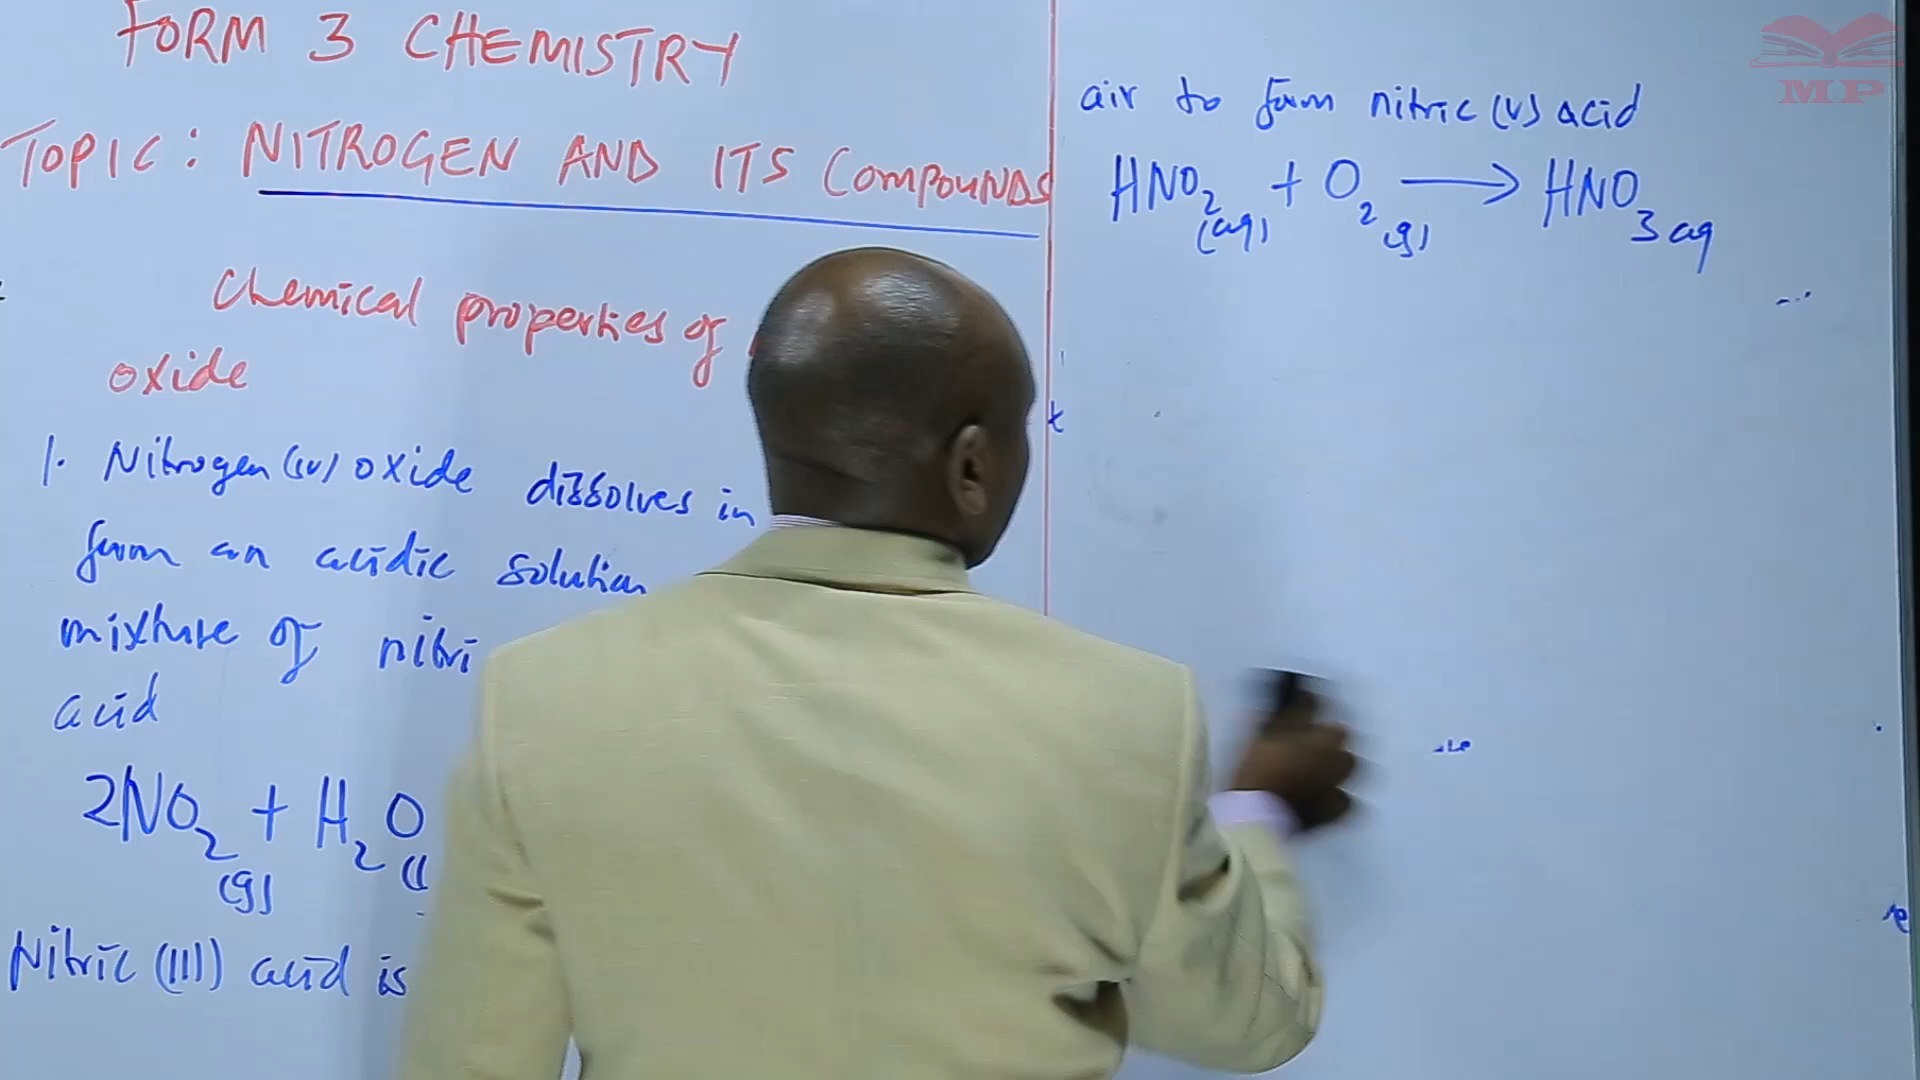 FORM 3 CHEMISTRY
TOPIC: NITROGEN AND ITS COMPOUNDS
Chemical properties of
oxide
1. Nitrogen (IV) oxide dissolves in
form an acidic solution
mixture of nitri
acid
2NO2(g) + H2O(l
Nitric (III) acid is
air to form nitric (V) acid
HNO2(aq) + O2(g) → HNO3 aq
MP